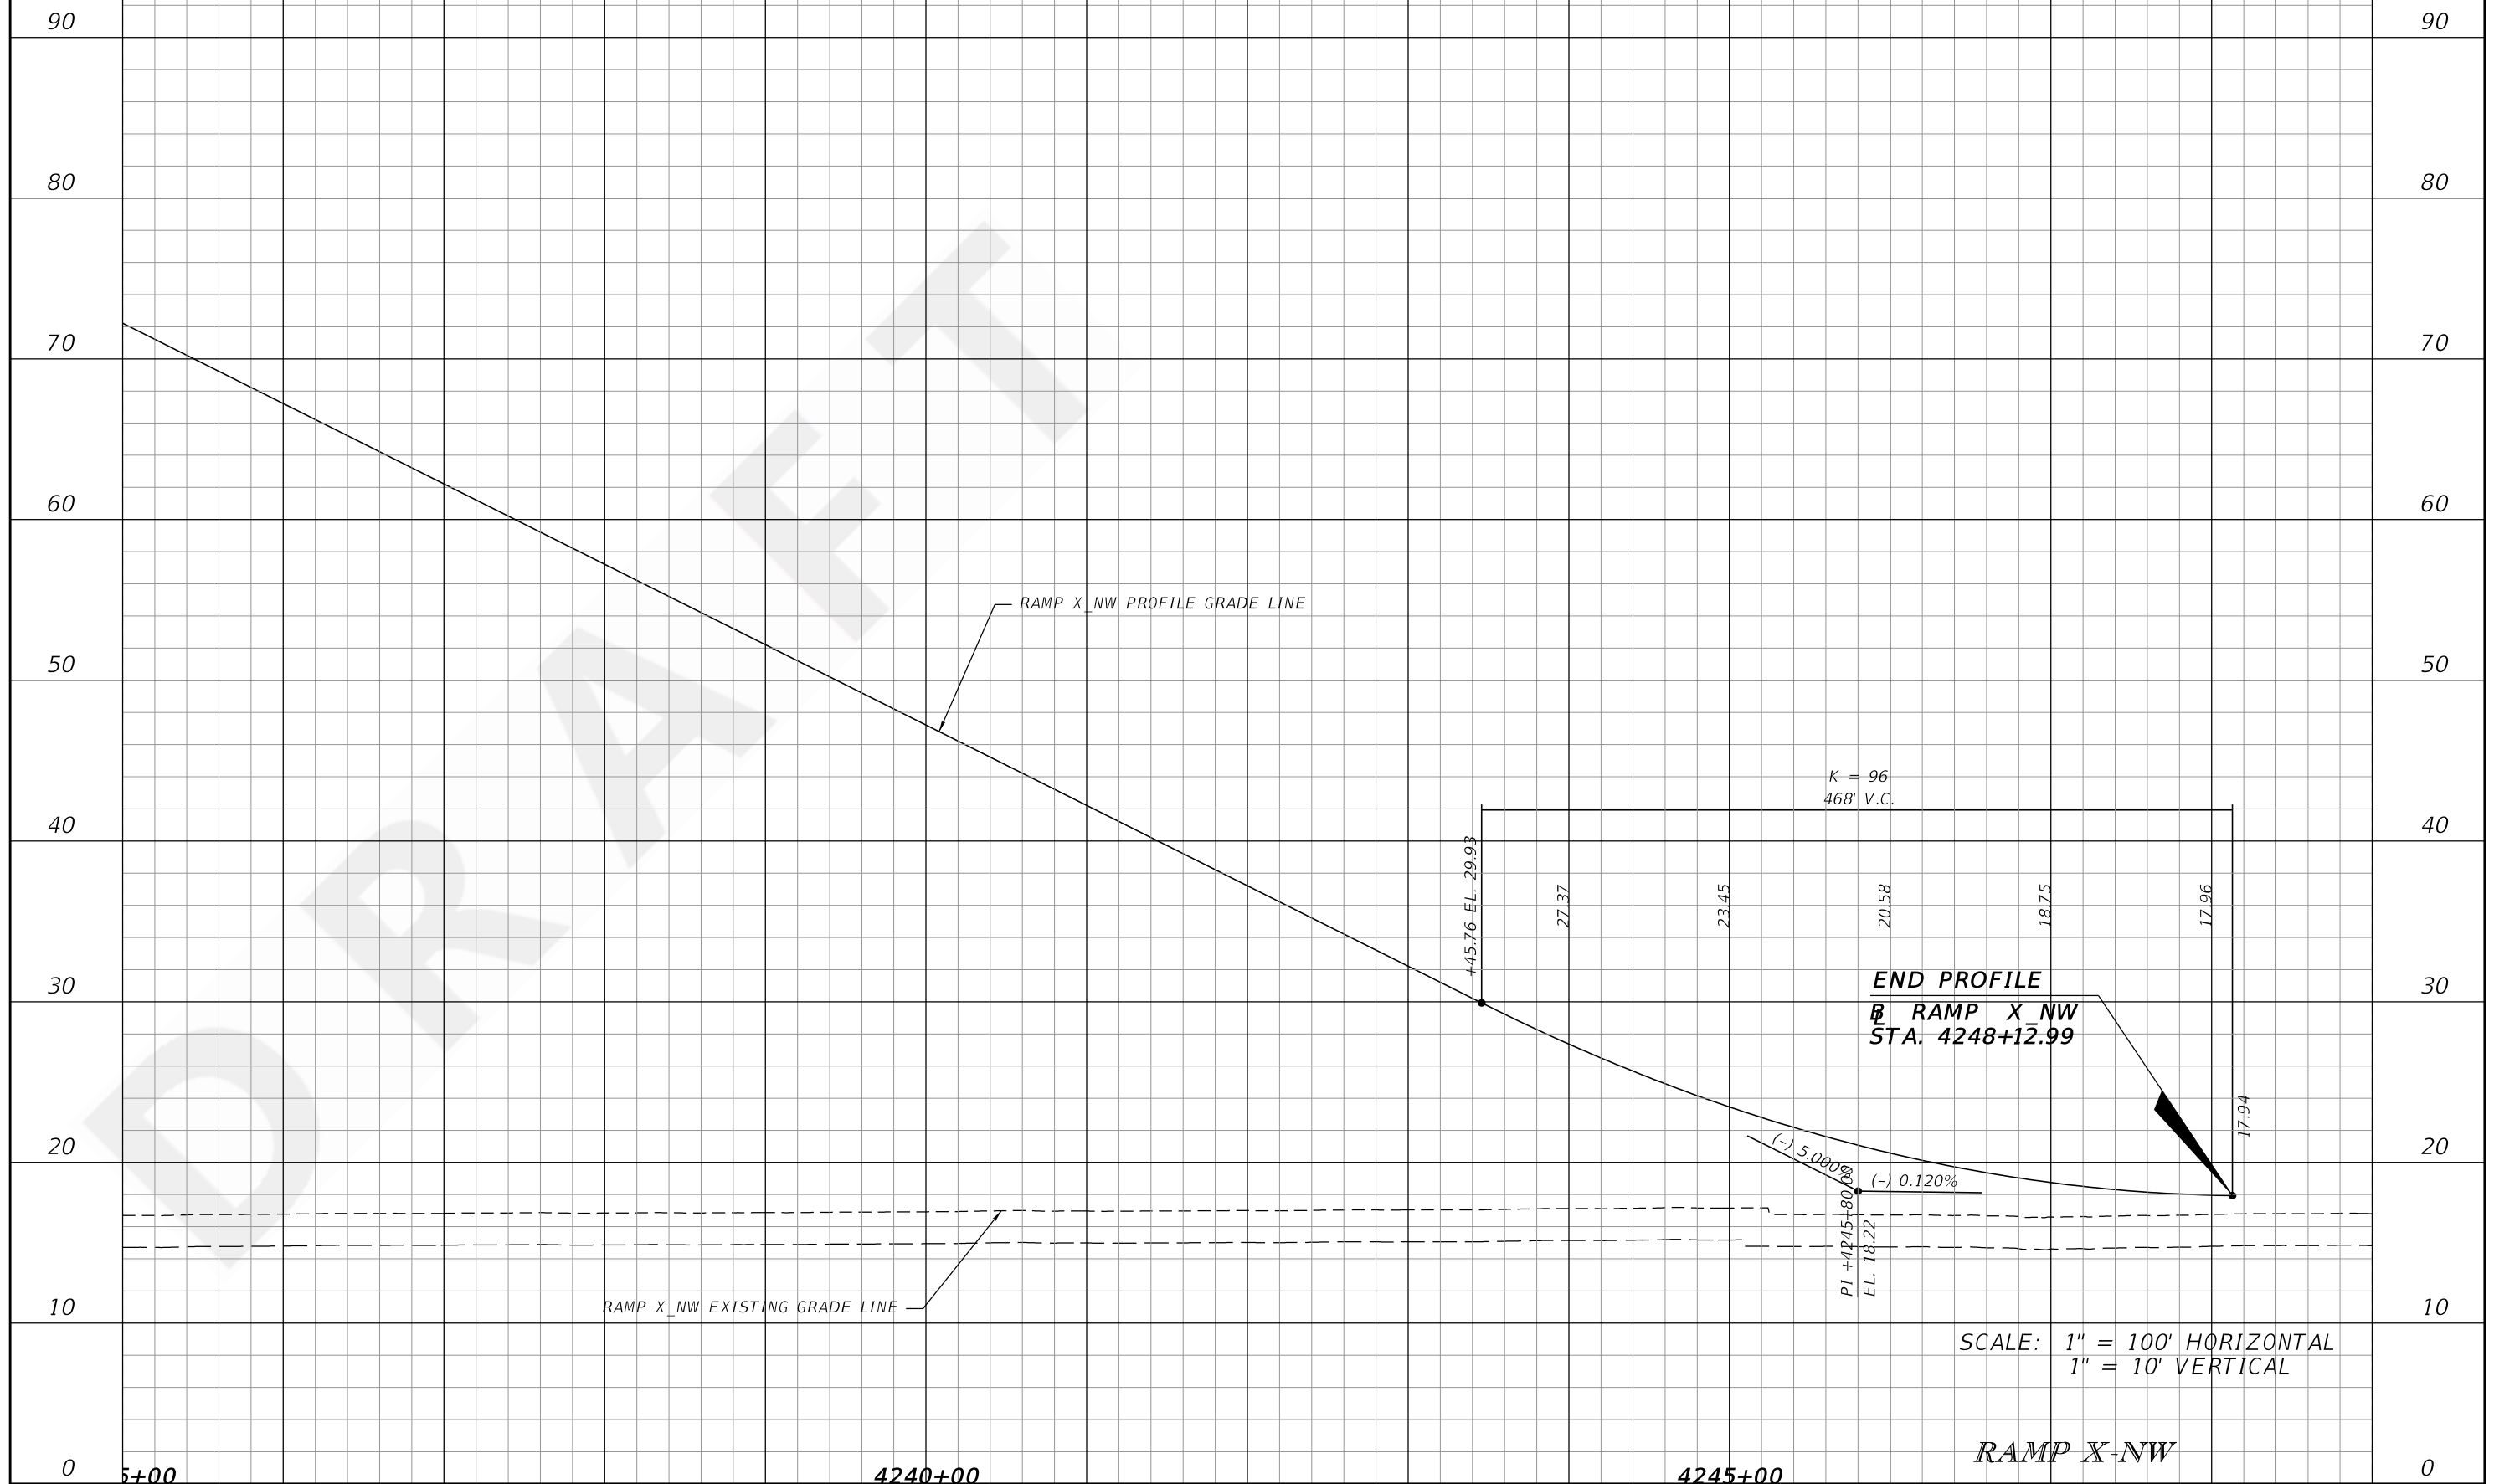 90 90
80 80
70 70
60 60
50 50
40 40
30 30
20 20
10 10
0 0
DRAFT
RAMP X_NW PROFILE GRADE LINE
K = 96
468' V.C.
+45.76 EL. 29.93
27.37
23.45
20.58
18.75
17.96
END PROFILE
BL RAMP X_NW
STA. 4248+12.99
17.94
(-) 5.000%
(-) 0.120%
PI +4245+80.08
EL. 18.22
RAMP X_NW EXISTING GRADE LINE
SCALE: 1" = 100' HORIZONTAL
1" = 10' VERTICAL
RAMP X-NW
5+00 4240+00 4245+00